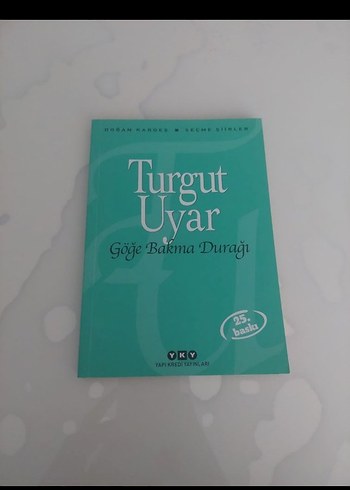 DOĞAN KARDEŞ ■ SEÇME ŞİİRLER
Turgut
Uyar
Göğe Bakma Durağı
25.
baskı
YKY
YAPI KREDİ YAYINLARI